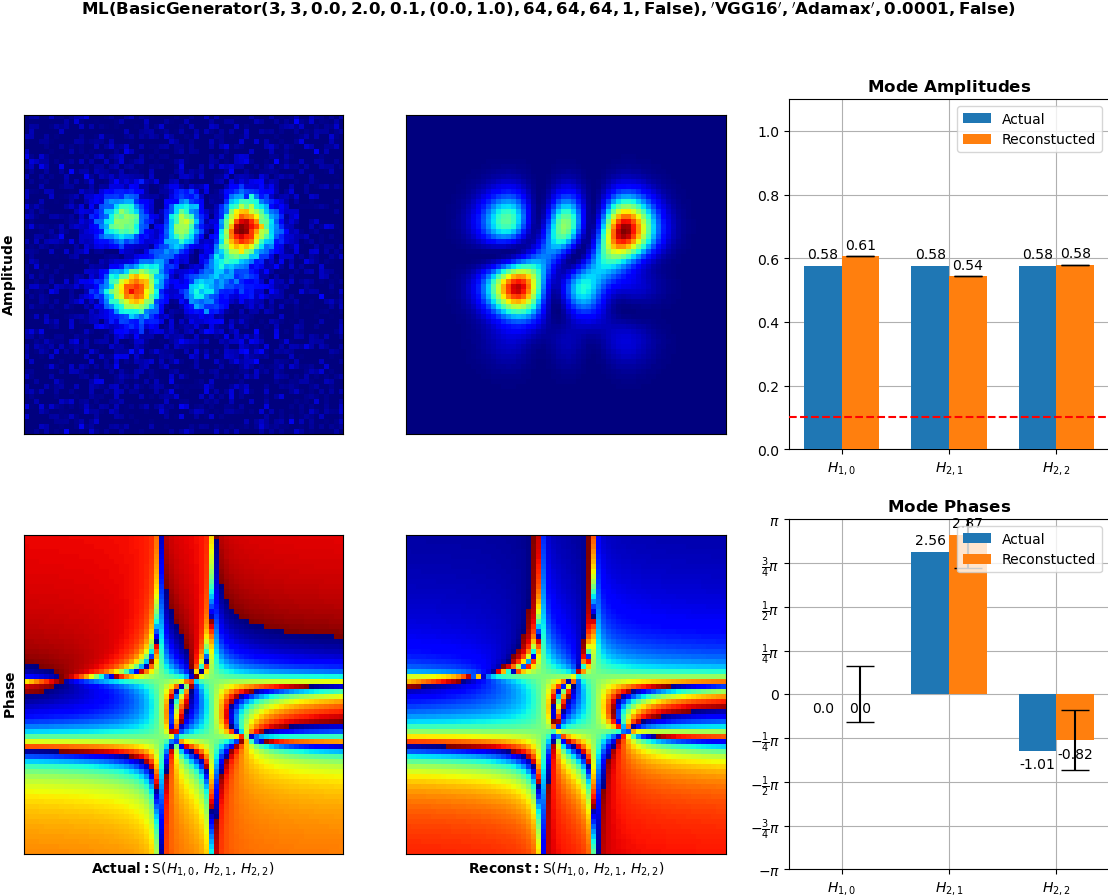 ML(BasicGenerator(3, 3, 0.0, 2.0, 0.1, (0.0, 1.0), 64, 64, 64, 1, False), 'VGG16', 'Adamax', 0.0001, False)
Amplitude
Mode Amplitudes
Actual
Reconstucted
1.0
0.8
0.6
0.4
0.2
0.0
0.58 0.61 0.58 0.54 0.58 0.58
H1,0 H2,1 H2,2
Phase
Actual: S(H1,0, H2,1, H2,2)
Reconst: S(H1,0, H2,1, H2,2)
Mode Phases
Actual
Reconstucted
π
3/4π
1/2π
1/4π
0
−1/4π
−1/2π
−3/4π
−π
0.0 0.0 2.56 2.87 -1.01 -0.82
H1,0 H2,1 H2,2